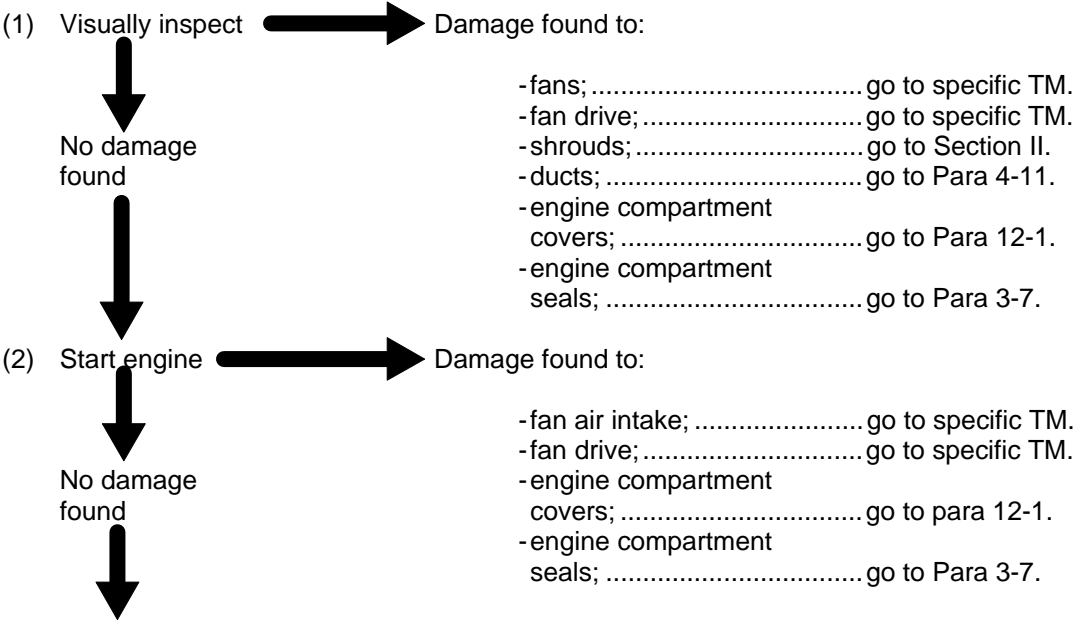 (1) Visually inspect Damage found to:
-fans; ................................... go to specific TM.
-fan drive; ............................... go to specific TM.
No damage -shrouds; ................................ go to Section II.
found -ducts; ................................... go to Para 4-11.
-engine compartment
covers; .................................. go to Para 12-1.
-engine compartment
seals; .................................... go to Para 3-7.
(2) Start engine Damage found to:
-fan air intake; ........................ go to specific TM.
-fan drive; ............................... go to specific TM.
No damage -engine compartment
found covers; .................................. go to para 12-1.
-engine compartment
seals; .................................... go to Para 3-7.